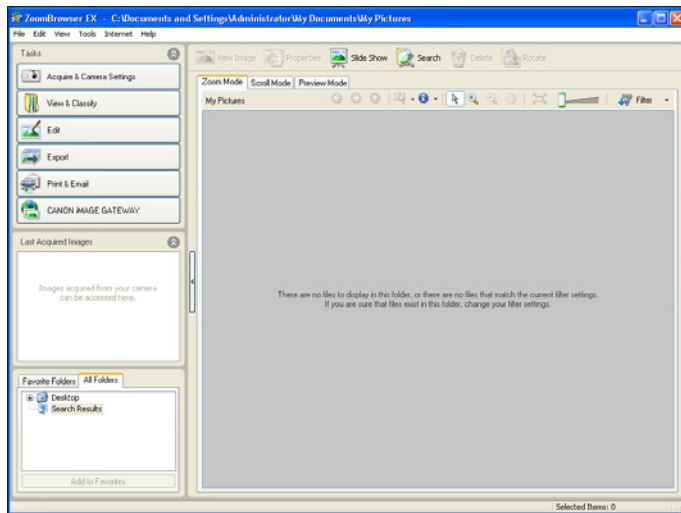 ZoomBrowser EX - C:\Documents and Settings\Administrator\My Documents\My Pictures
File Edit View Tools Internet Help
Tasks
View Image Properties Slide Show Search Delete Rotate
Acquire & Camera Settings
View & Classify
Edit
Export
Print & Email
CANON iMAGE GATEWAY
Zoom Mode Scroll Mode Preview Mode
My Pictures
Filter
Last Acquired Images
Images acquired from your camera
can be accessed here.
There are no files to display in this folder, or there are no files that match the current filter settings.
If you are sure that files exist in this folder, change your filter settings.
Favorite Folders All Folders
Desktop
Search Results
Add to Favorites
Selected Items: 0